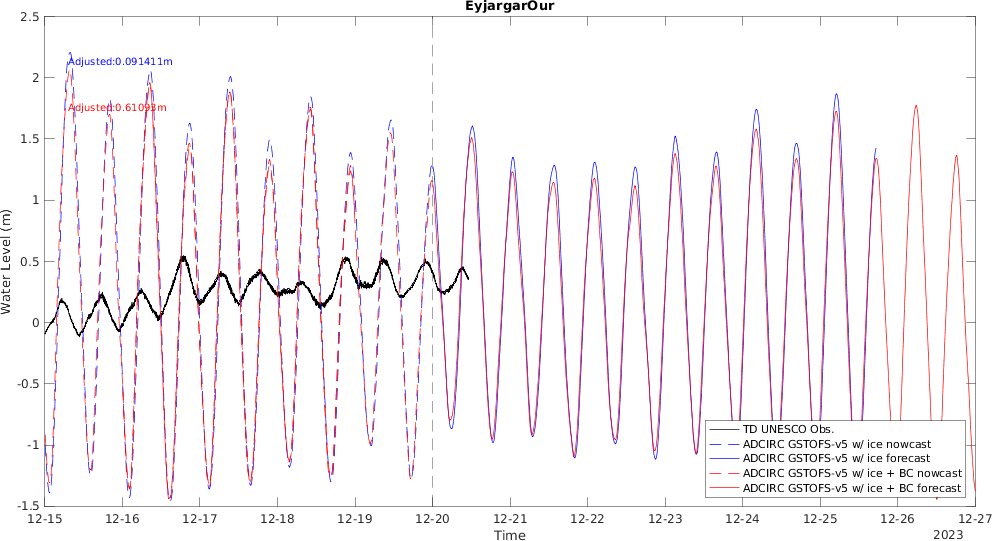 EyjargarOur
2.5
2
1.5
1
0.5
0
-0.5
-1
-1.5
Water Level (m)
Adjusted:0.091411m
Adjusted:0.61093m
TD UNESCO Obs.
ADCIRC GSTOFS-v5 w/ ice nowcast
ADCIRC GSTOFS-v5 w/ ice forecast
ADCIRC GSTOFS-v5 w/ ice + BC nowcast
ADCIRC GSTOFS-v5 w/ ice + BC forecast
12-15 12-16 12-17 12-18 12-19 12-20 12-21 12-22 12-23 12-24 12-25 12-26 12-27
Time
2023